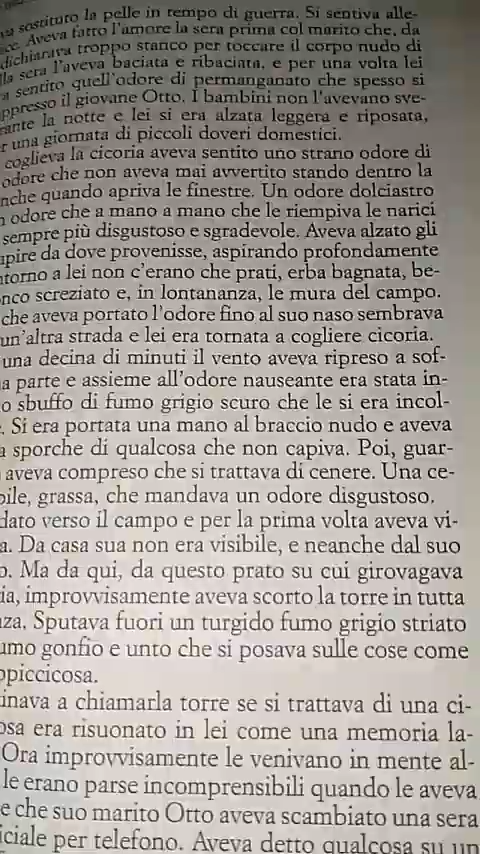 sostituto la pelle in tempo di guerra. Si sentiva alle-
Aveva fatto l'amore la sera prima col marito che, da
dichiarava troppo stanco per toccare il corpo nudo di
lla sera l'aveva baciata e ribaciata, e per una volta lei
a sentito quell'odore di permanganato che spesso si
ppresso il giovane Otto. I bambini non l'avevano sve-
rante la notte e lei si era alzata leggera e riposata,
r una giornata di piccoli doveri domestici.
coglieva la cicoria aveva sentito uno strano odore di
odore che non aveva mai avvertito stando dentro la
nche quando apriva le finestre. Un odore dolciastro
n odore che a mano a mano che le riempiva le narici
sempre più disgustoso e sgradevole. Aveva alzato gli
apire da dove provenisse, aspirando profondamente
ntorno a lei non c'erano che prati, erba bagnata, be-
nco screziato e, in lontananza, le mura del campo.
che aveva portato l'odore fino al suo naso sembrava
un'altra strada e lei era tornata a cogliere cicoria.
una decina di minuti il vento aveva ripreso a sof-
a parte e assieme all'odore nauseante era stata in-
o sbuffo di fumo grigio scuro che le si era incol-
. Si era portata una mano al braccio nudo e aveva
a sporche di qualcosa che non capiva. Poi, guar-
aveva compreso che si trattava di cenere. Una ce-
bile, grassa, che mandava un odore disgustoso.
dato verso il campo e per la prima volta aveva vi-
a. Da casa sua non era visibile, e neanche dal suo
o. Ma da qui, da questo prato su cui girovagava
ia, improvvisamente aveva scorto la torre in tutta
nza. Sputava fuori un turgido fumo grigio striato
umo gonfio e unto che si posava sulle cose come
ppiccicosa.
inava a chiamarla torre se si trattava di una ci-
osa era risuonato in lei come una memoria la-
Ora improvvisamente le venivano in mente al-
le erano parse incomprensibili quando le aveva
e che suo marito Otto aveva scambiato una sera
iciale per telefono. Aveva detto qualcosa su un